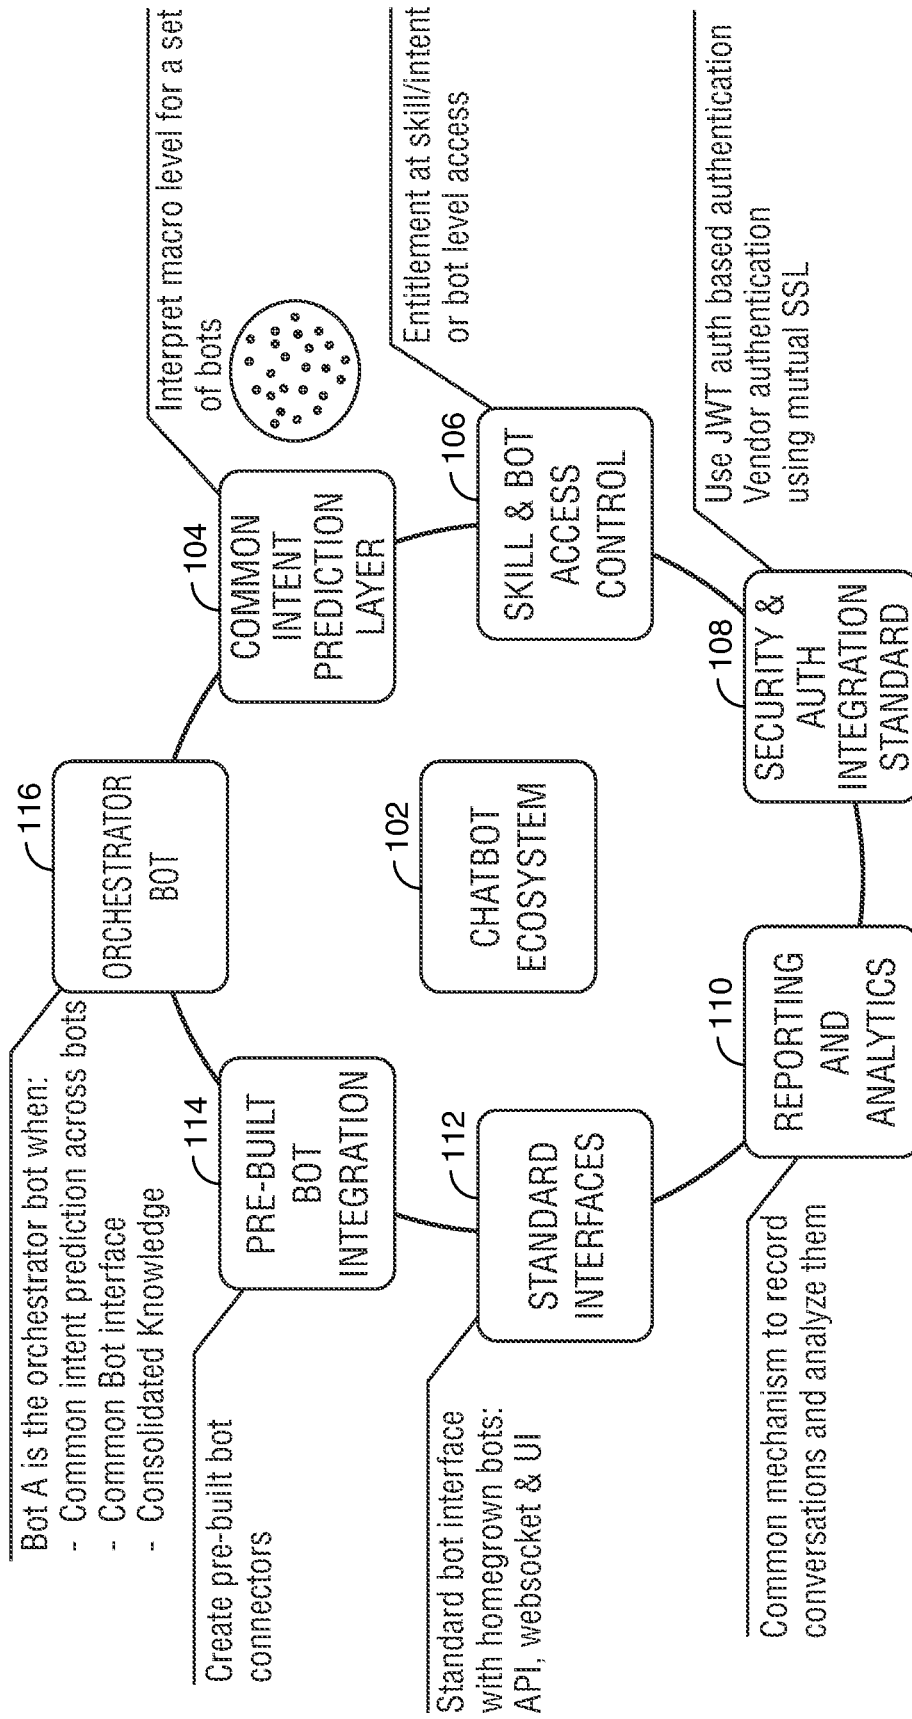 Bot A is the orchestrator bot when:
- Common intent prediction across bots
- Common Bot interface
- Consolidated Knowledge
116
ORCHESTRATOR
BOT
Interpret macro level for a set
of bots
104
COMMON
INTENT
PREDICTION
LAYER
Entitlement at skill/intent
or bot level access
106
SKILL & BOT
ACCESS
CONTROL
Use JWT auth based authentication
Vendor authentication
using mutual SSL
108
SECURITY &
AUTH
INTEGRATION
STANDARD
110
REPORTING
AND
ANALYTICS
Common mechanism to record
conversations and analyze them
112
STANDARD
INTERFACES
Standard bot interface
with homegrown bots:
API, websocket & UI
114
PRE-BUILT
BOT
INTEGRATION
Create pre-built bot
connectors
102
CHATBOT
ECOSYSTEM